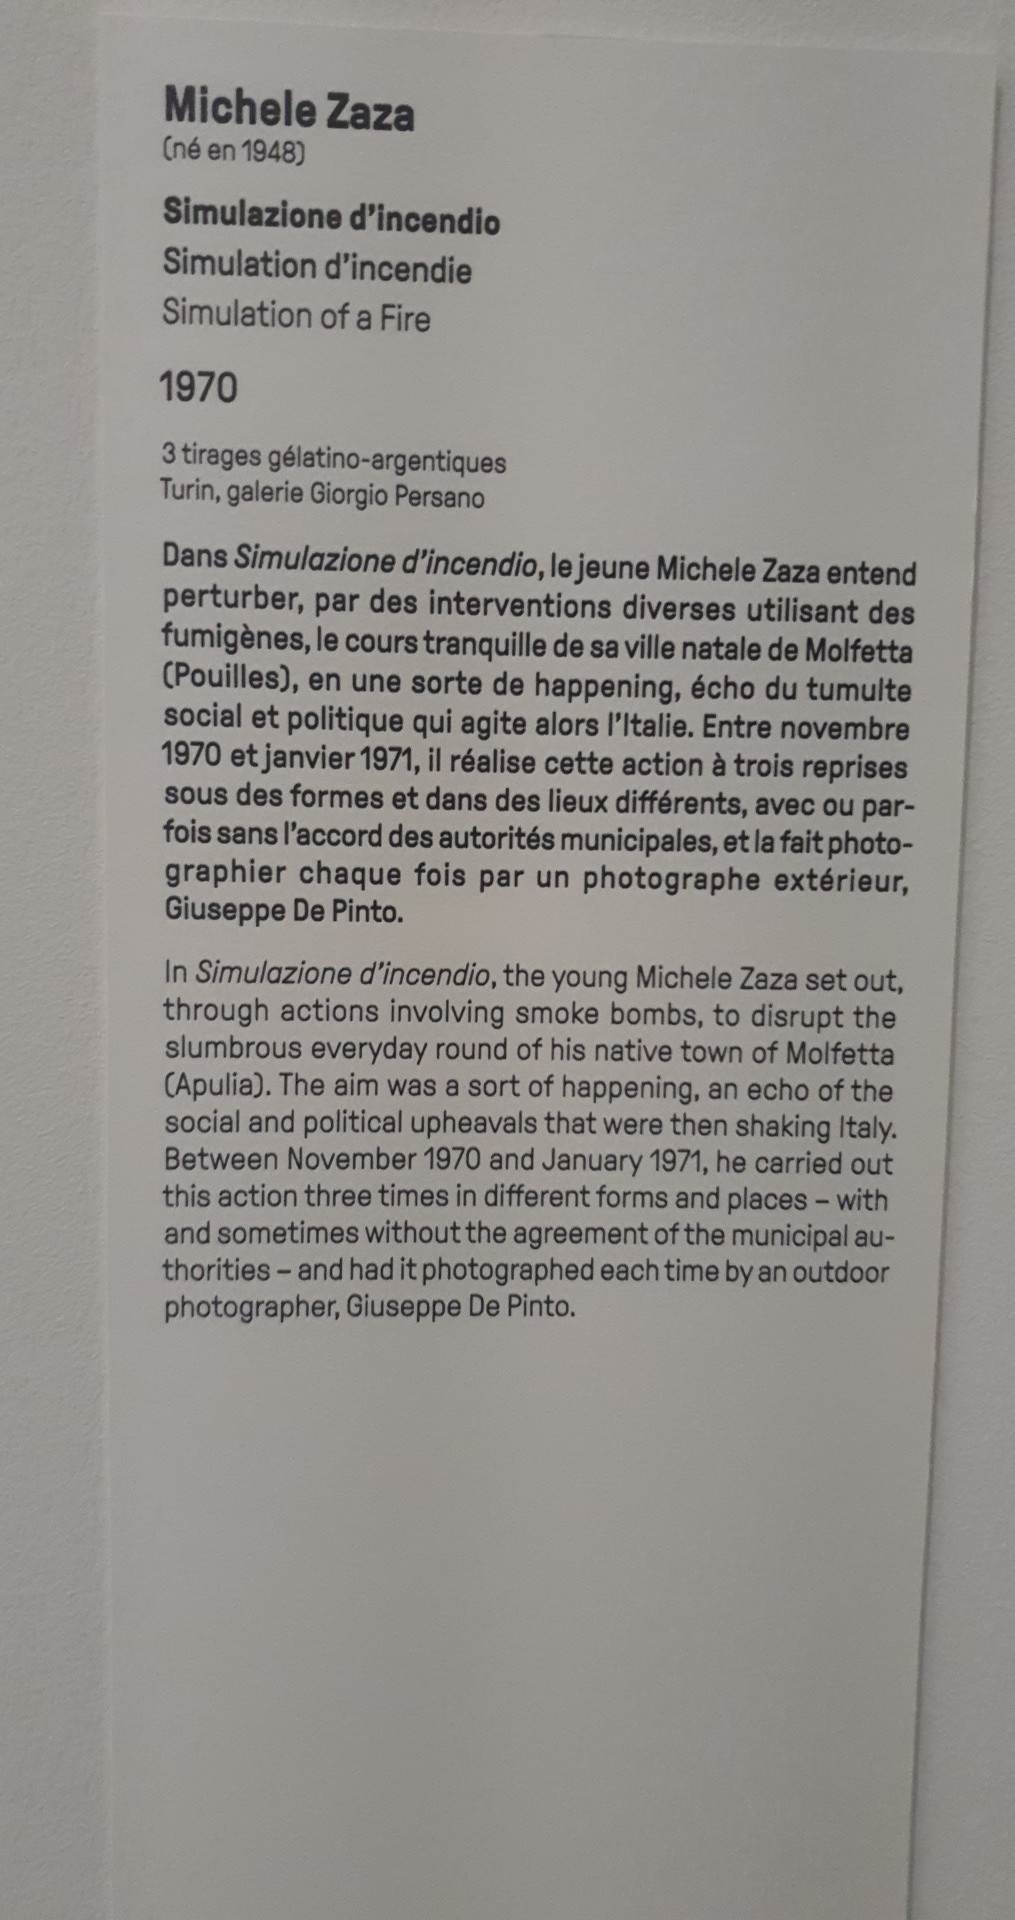 Michele Zaza
(né en 1948)
Simulazione d'incendio
Simulation d'incendie
Simulation of a Fire
1970
3 tirages gélatino-argentiques
Turin, galerie Giorgio Persano
Dans Simulazione d'incendio, le jeune Michele Zaza entend
perturber, par des interventions diverses utilisant des
fumigènes, le cours tranquille de sa ville natale de Molfetta
(Pouilles), en une sorte de happening, écho du tumulte
social et politique qui agite alors l'Italie. Entre novembre
1970 et janvier 1971, il réalise cette action à trois reprises
sous des formes et dans des lieux différents, avec ou par-
fois sans l'accord des autorités municipales, et la fait photo-
graphier chaque fois par un photographe extérieur,
Giuseppe De Pinto.
In Simulazione d'incendio, the young Michele Zaza set out,
through actions involving smoke bombs, to disrupt the
slumbrous everyday round of his native town of Molfetta
(Apulia). The aim was a sort of happening, an echo of the
social and political upheavals that were then shaking Italy.
Between November 1970 and January 1971, he carried out
this action three times in different forms and places – with
and sometimes without the agreement of the municipal au-
thorities – and had it photographed each time by an outdoor
photographer, Giuseppe De Pinto.